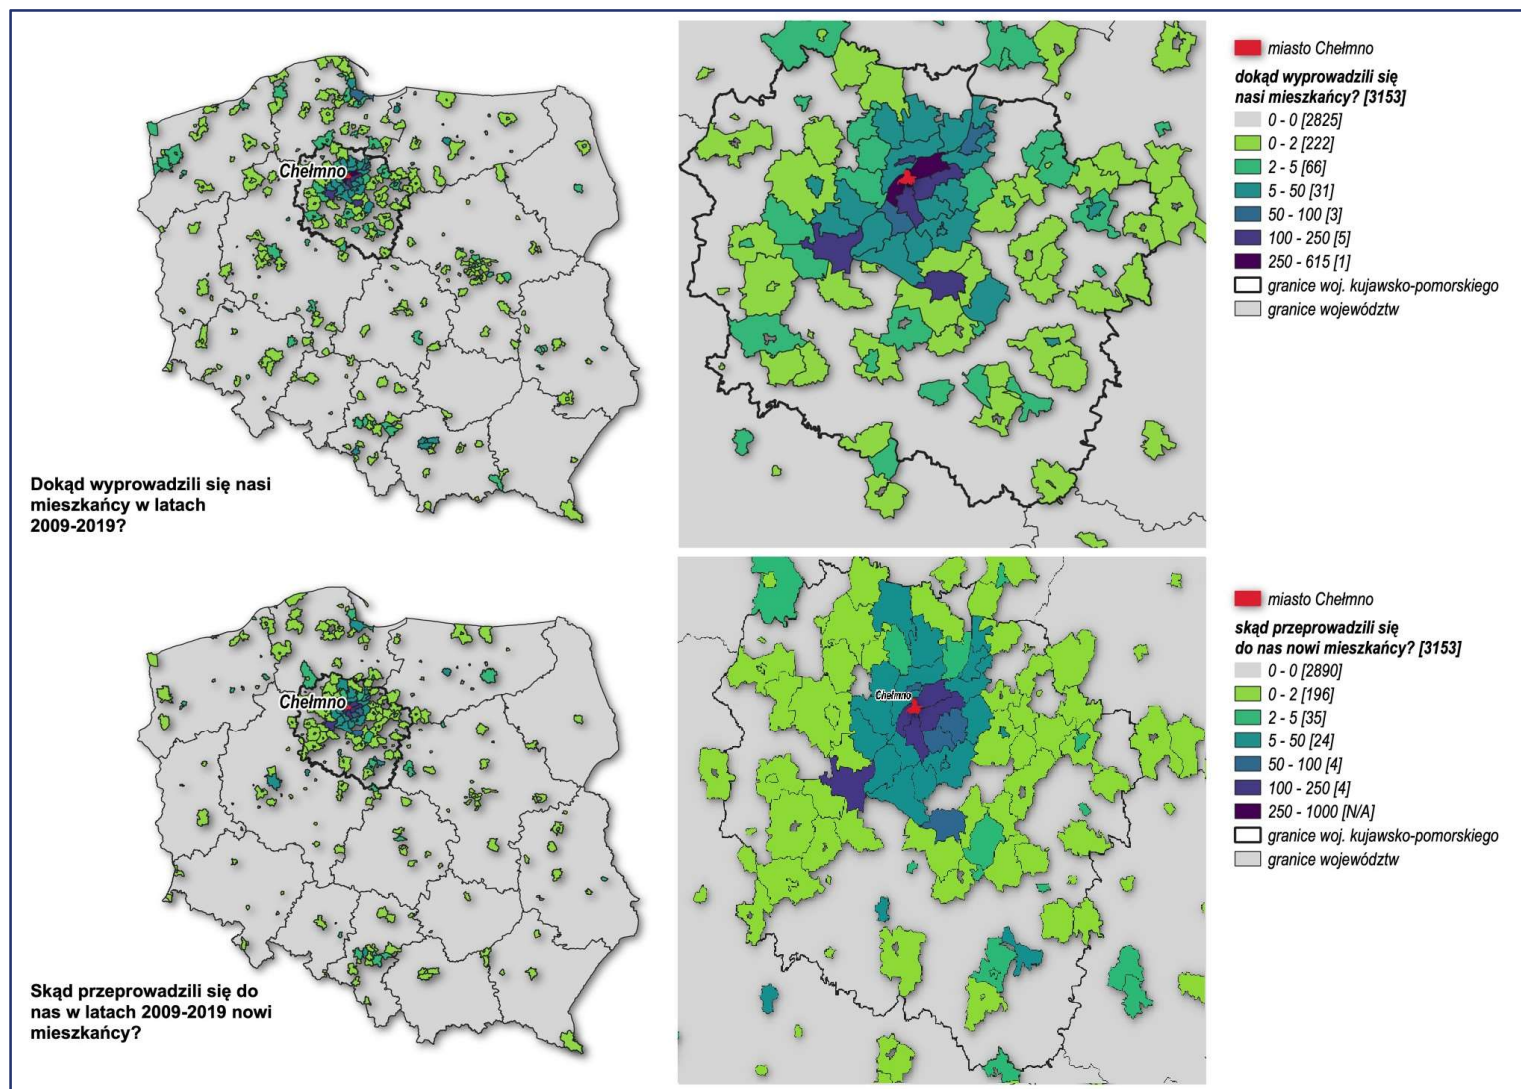 Chełmno
Dokąd wyprowadzili się nasi
mieszkańcy w latach
2009-2019?
miasto Chełmno
dokąd wyprowadzili się
nasi mieszkańcy? [3153]
0 - 0 [2825]
0 - 2 [222]
2 - 5 [66]
5 - 50 [31]
50 - 100 [3]
100 - 250 [5]
250 - 615 [1]
granice woj. kujawsko-pomorskiego
granice województw
Chełmno
Skąd przeprowadzili się do
nas w latach 2009-2019 nowi
mieszkańcy?
Chełmno
miasto Chełmno
skąd przeprowadzili się
do nas nowi mieszkańcy? [3153]
0 - 0 [2890]
0 - 2 [196]
2 - 5 [35]
5 - 50 [24]
50 - 100 [4]
100 - 250 [4]
250 - 1000 [N/A]
granice woj. kujawsko-pomorskiego
granice województw